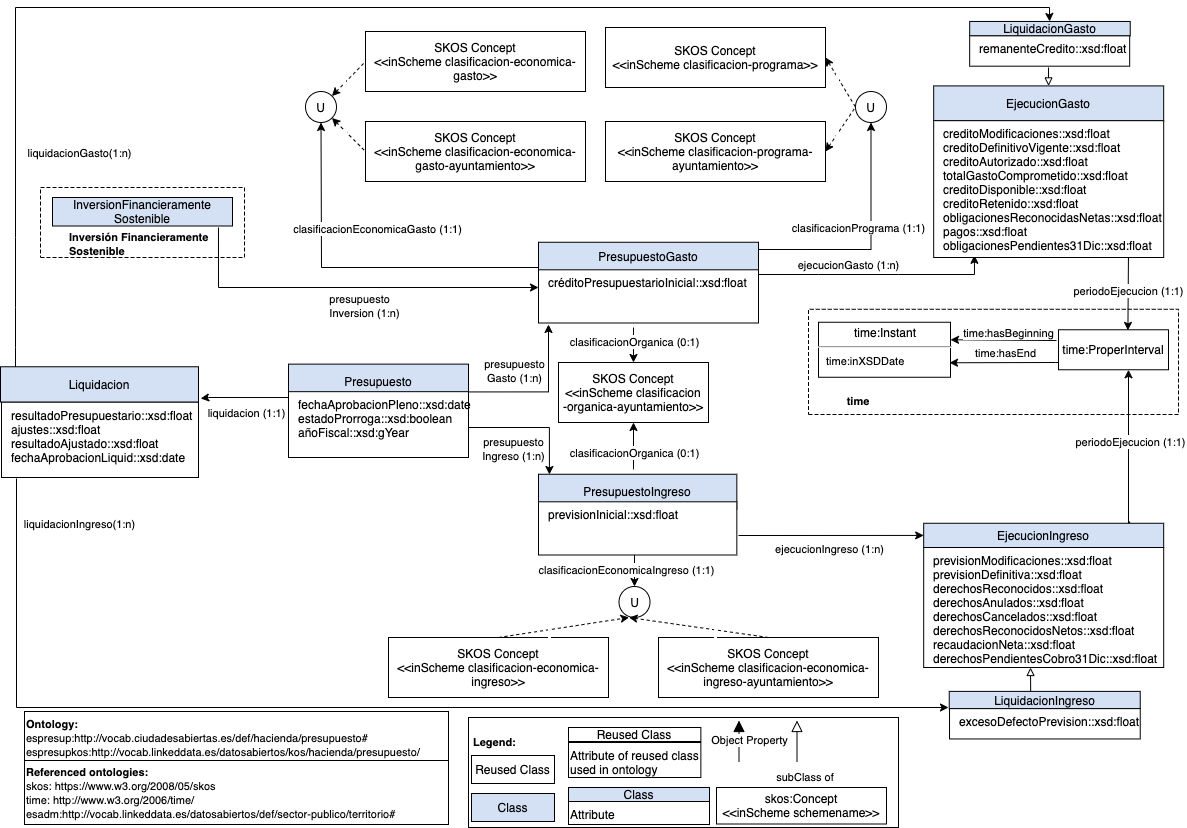 LiquidacionGasto
remanenteCredito::xsd:float
SKOS Concept
<<inScheme clasificacion-economica-
gasto>>
SKOS Concept
<<inScheme clasificacion-programa>>
U
U
EjecucionGasto
creditoModificaciones::xsd:float
creditoDefinitivoVigente::xsd:float
creditoAutorizado::xsd:float
totalGastoComprometido::xsd:float
creditoDisponible::xsd:float
creditoRetenido::xsd:float
obligacionesReconocidasNetas::xsd:float
pagos::xsd:float
obligacionesPendientes31Dic::xsd:float
SKOS Concept
<<inScheme clasificacion-economica-
gasto-ayuntamiento>>
SKOS Concept
<<inScheme clasificacion-programa-
ayuntamiento>>
liquidacionGasto(1:n)
InversionFinancieramente
Sostenible
Inversión Financieramente
Sostenible
clasificacionEconomicaGasto (1:1)
clasificacionPrograma (1:1)
PresupuestoGasto
créditoPresupuestarioInicial::xsd:float
ejecucionGasto (1:n)
presupuesto
Inversion (1:n)
periodoEjecucion (1:1)
time:Instant
time:inXSDDate
time:hasBeginning
time:hasEnd
time:ProperInterval
time
clasificacionOrganica (0:1)
SKOS Concept
<<inScheme clasificacion
-organica-ayuntamiento>>
clasificacionOrganica (0:1)
presupuesto
Gasto (1:n)
Liquidacion
resultadoPresupuestario::xsd:float
ajustes::xsd:float
resultadoAjustado::xsd:float
fechaAprobacionLiquid::xsd:date
liquidacion (1:1)
Presupuesto
fechaAprobacionPleno::xsd:date
estadoProrroga::xsd:boolean
añoFiscal::xsd:gYear
presupuesto
Ingreso (1:n)
periodoEjecucion (1:1)
PresupuestoIngreso
previsionInicial::xsd:float
liquidacionIngreso(1:n)
ejecucionIngreso (1:n)
clasificacionEconomicaIngreso (1:1)
U
EjecucionIngreso
previsionModificaciones::xsd:float
previsionDefinitiva::xsd:float
derechosReconocidos::xsd:float
derechosAnulados::xsd:float
derechosCancelados::xsd:float
derechosReconocidosNetos::xsd:float
recaudacionNeta::xsd:float
derechosPendientesCobro31Dic::xsd:float
SKOS Concept
<<inScheme clasificacion-economica-
ingreso>>
SKOS Concept
<<inScheme clasificacion-economica-
ingreso-ayuntamiento>>
LiquidacionIngreso
excesoDefectoPrevision::xsd:float
Ontology:
espresup:http://vocab.ciudadesabiertas.es/def/hacienda/presupuesto#
espresupkos:http://vocab.linkeddata.es/datosabiertos/kos/hacienda/presupuesto/
Referenced ontologies:
skos: https://www.w3.org/2008/05/skos
time: http://www.w3.org/2006/time/
esadm:http://vocab.linkeddata.es/datosabiertos/def/sector-publico/territorio#
Legend:
Reused Class
Class
Reused Class
Attribute of reused class
used in ontology
Class
Attribute
Object Property
subClass of
skos:Concept
<<inScheme schemename>>